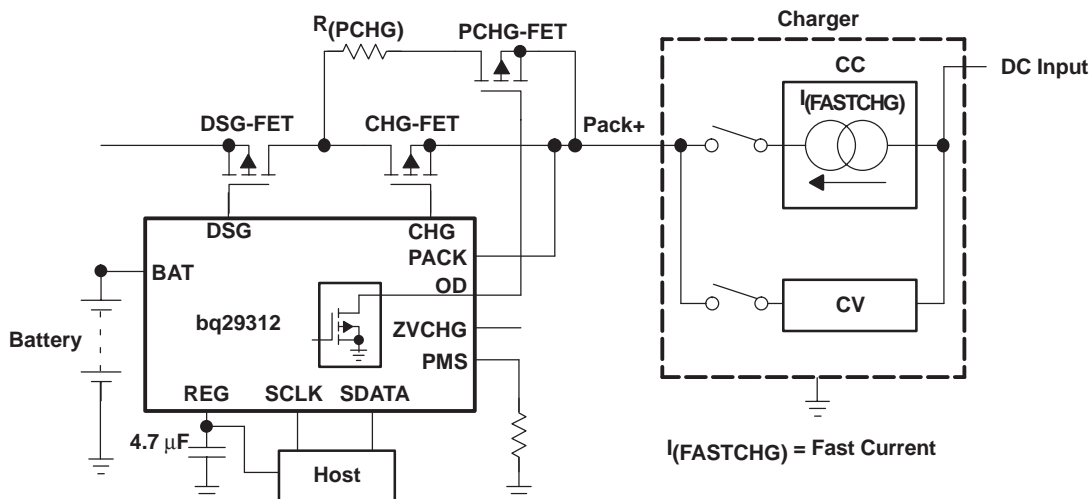 Charger
R(PCHG)
PCHG-FET
CC
DC Input
I(FASTCHG)
DSG-FET
CHG-FET
Pack+
DSG
CHG
PACK
BAT
OD
bq29312
ZVCHG
CV
Battery
PMS
REG
SCLK
SDATA
4.7 μF
Host
I(FASTCHG) = Fast Current